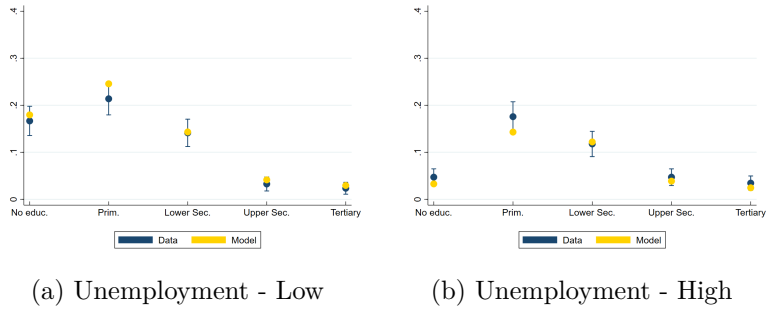 .4
.3
.2
.1
0
No educ. Prim. Lower Sec. Upper Sec. Tertiary
Data Model
(a) Unemployment - Low
.4
.3
.2
.1
0
No educ. Prim. Lower Sec. Upper Sec. Tertiary
Data Model
(b) Unemployment - High